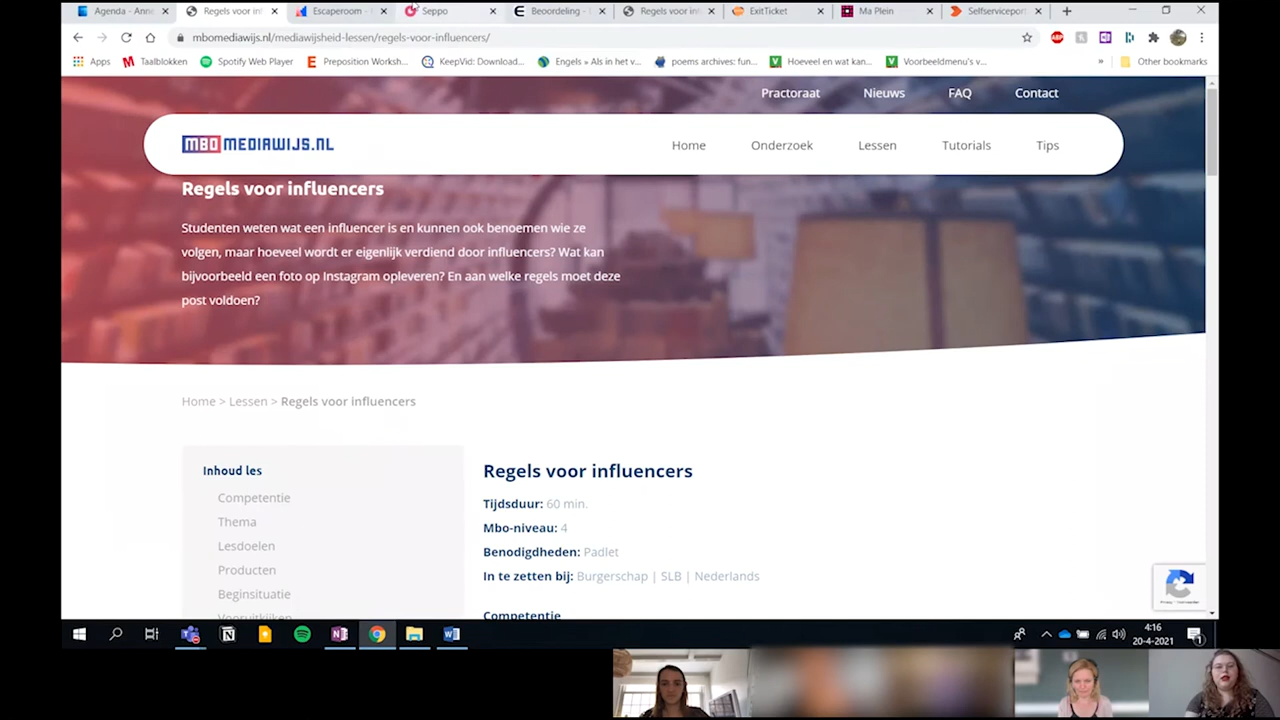 Agenda - Anne
Regels voor inf
Escaperoom -
Seppo
Beoordeling -
Regels voor inf
ExitTicket
Ma Plein
Selfserviceport
mbomediawijs.nl/mediawijsheid-lessen/regels-voor-influencers/
Apps
Taalblokken
Spotify Web Player
Preposition Worksh...
KeepVid: Download...
Engels » Als in het v...
poems archives: fun...
Hoeveel en wat kan...
Voorbeeldmenu's v...
»
Other bookmarks
Practoraat
Nieuws
FAQ
Contact
MBOMEDIAWIJS.NL
Home
Onderzoek
Lessen
Tutorials
Tips
Regels voor influencers
Studenten weten wat een influencer is en kunnen ook benoemen wie ze
volgen, maar hoeveel wordt er eigenlijk verdiend door influencers? Wat kan
bijvoorbeeld een foto op Instagram opleveren? En aan welke regels moet deze
post voldoen?
Home > Lessen > Regels voor influencers
Inhoud les
Competentie
Thema
Lesdoelen
Producten
Beginsituatie
Vooruitkijken
Regels voor influencers
Tijdsduur: 60 min.
Mbo-niveau: 4
Benodigdheden: Padlet
In te zetten bij: Burgerschap | SLB | Nederlands
Competentie
4:16
20-4-2021